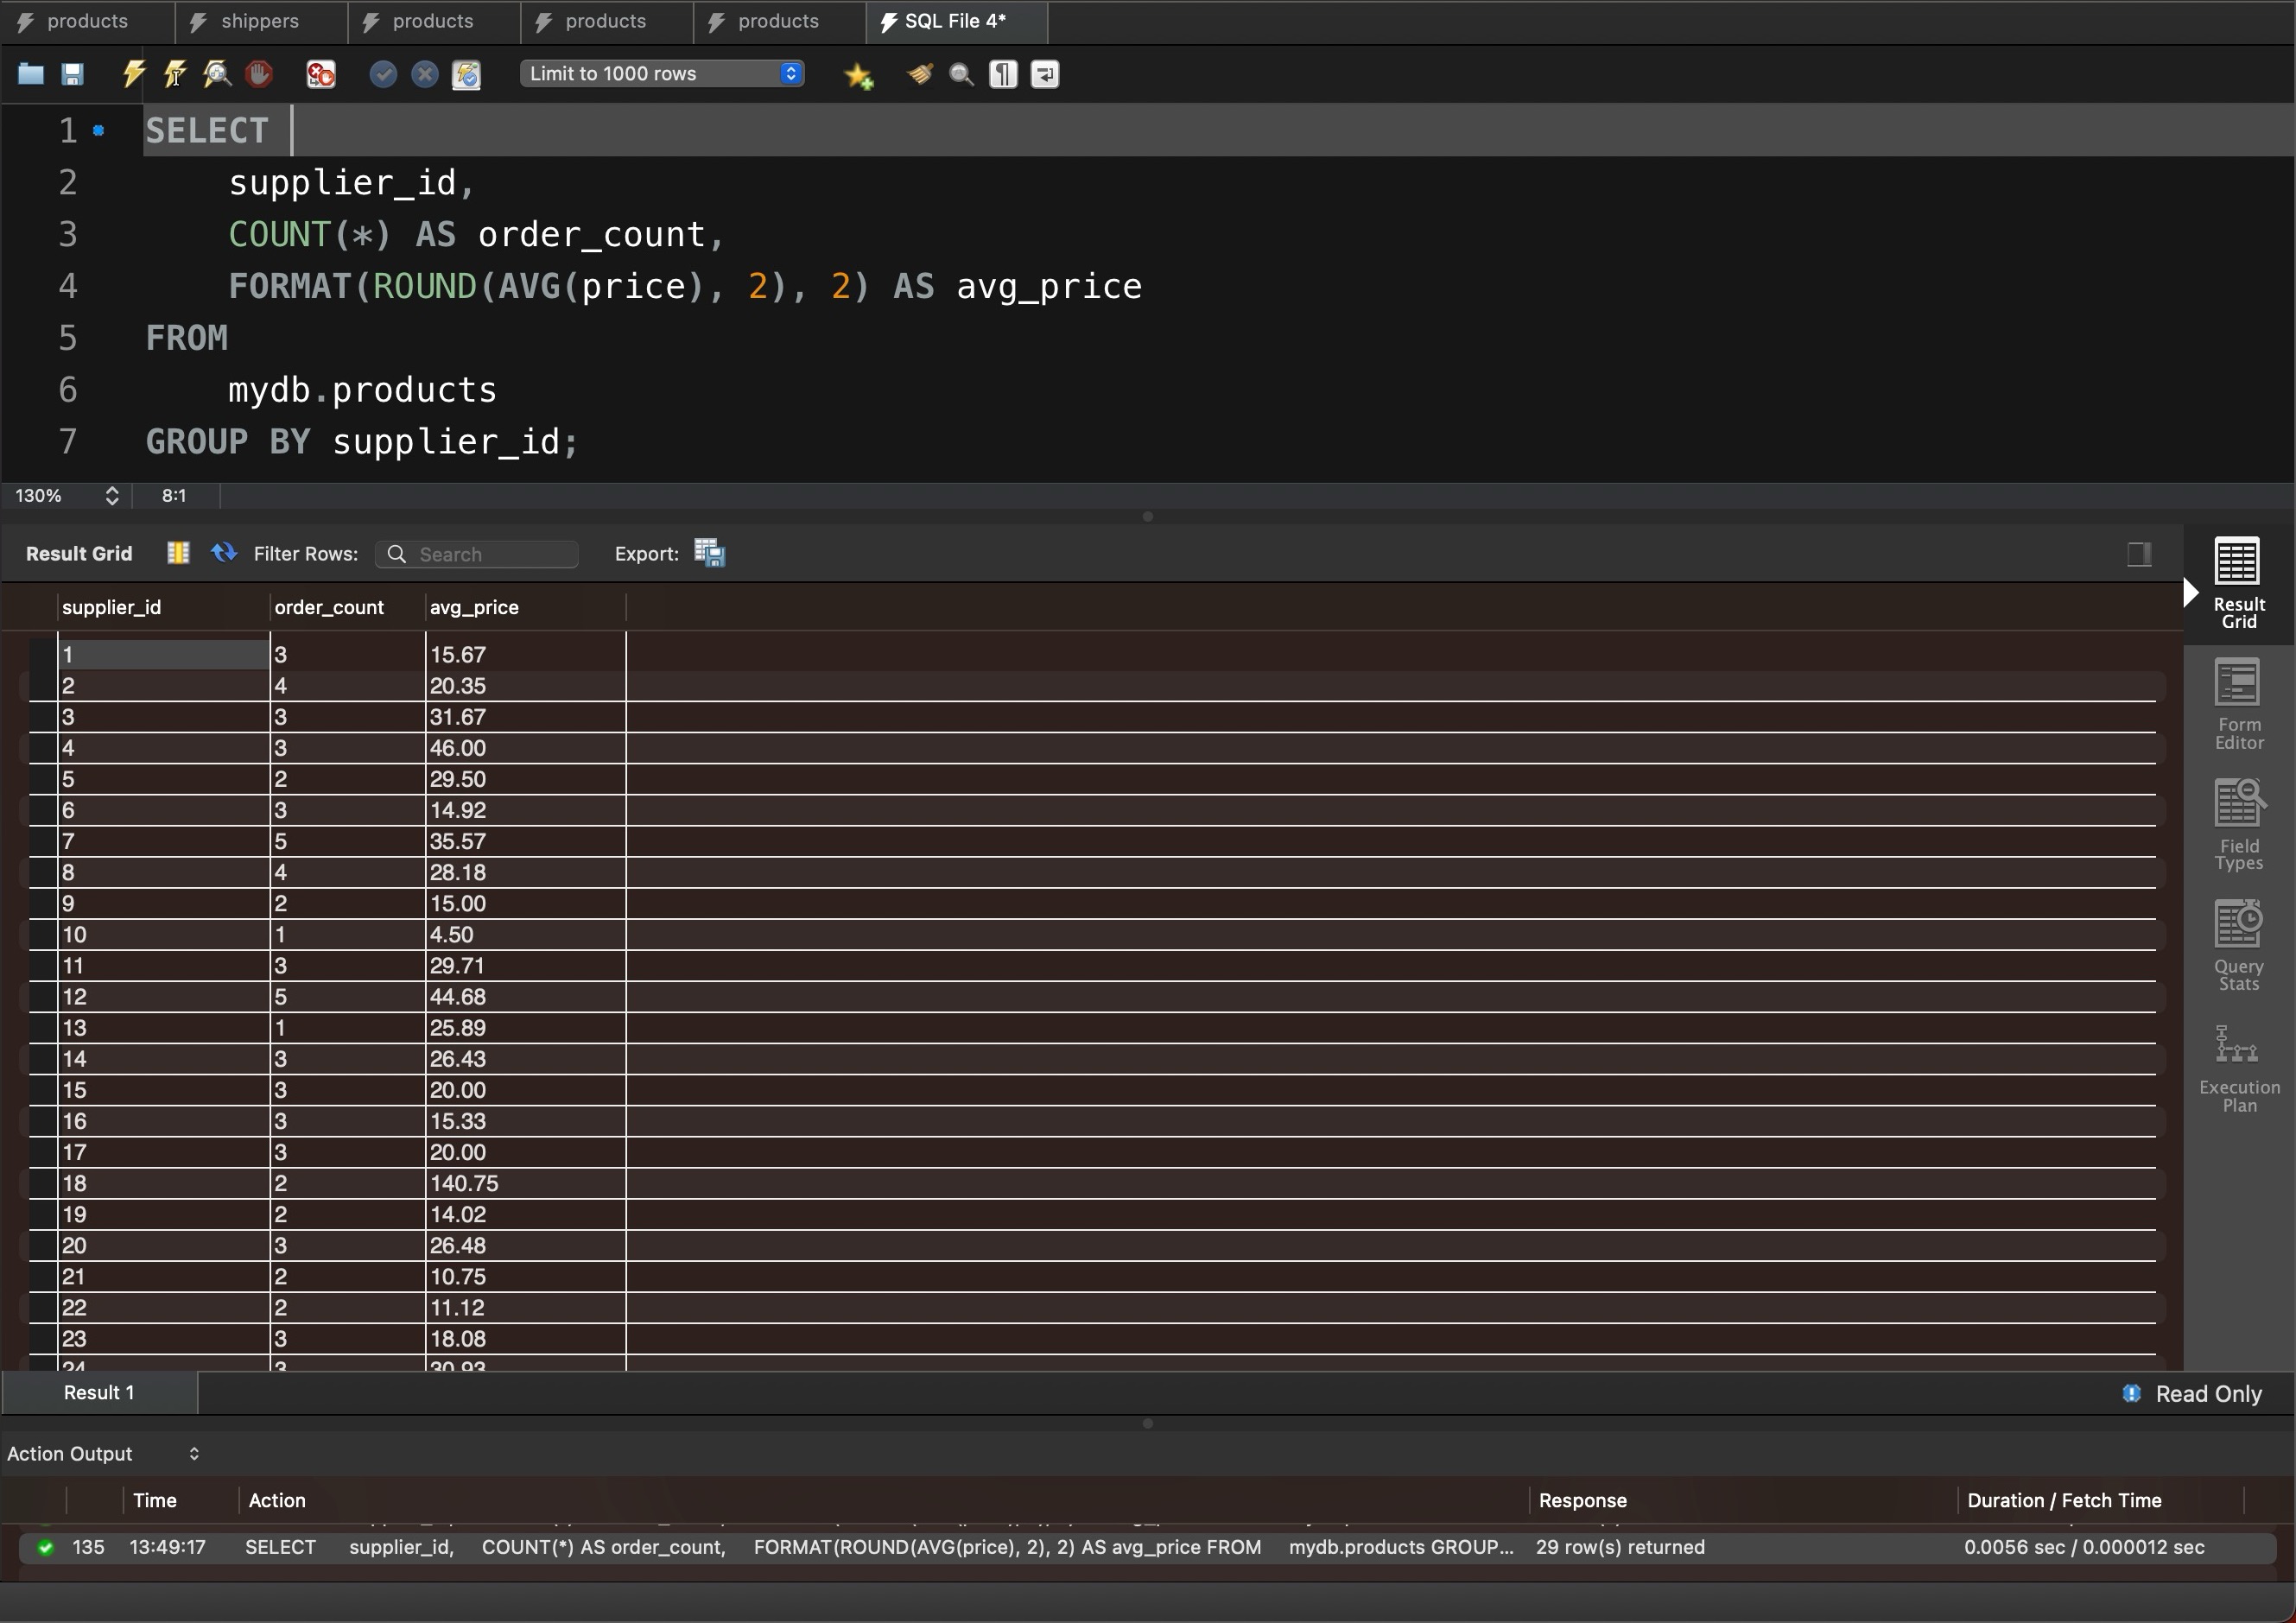 products shippers products products products SQL File 4*
Limit to 1000 rows
1 SELECT
2 supplier_id,
3 COUNT(*) AS order_count,
4 FORMAT(ROUND(AVG(price), 2), 2) AS avg_price
5 FROM
6 mydb.products
7 GROUP BY supplier_id;
130% 8:1
Result Grid Filter Rows: Search Export:
supplier_id order_count avg_price
1 3 15.67
2 4 20.35
3 3 31.67
4 3 46.00
5 2 29.50
6 3 14.92
7 5 35.57
8 4 28.18
9 2 15.00
10 1 4.50
11 3 29.71
12 5 44.68
13 1 25.89
14 3 26.43
15 3 20.00
16 3 15.33
17 3 20.00
18 2 140.75
19 2 14.02
20 3 26.48
21 2 10.75
22 2 11.12
23 3 18.08
24 3 30.93
Result
Grid
Form
Editor
Field
Types
Query
Stats
Execution
Plan
Result 1 Read Only
Action Output
Time Action Response Duration / Fetch Time
135 13:49:17 SELECT supplier_id, COUNT(*) AS order_count, FORMAT(ROUND(AVG(price), 2), 2) AS avg_price FROM mydb.products GROUP... 29 row(s) returned 0.0056 sec / 0.000012 sec